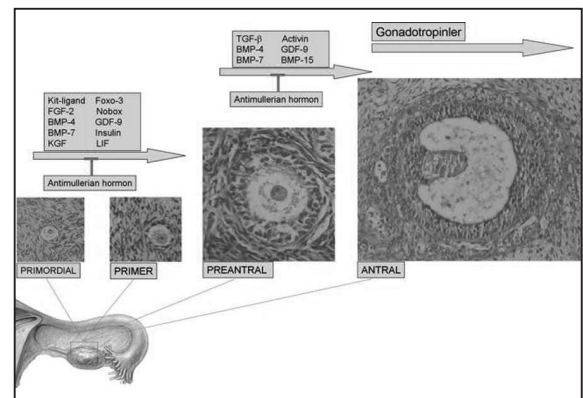 TGF-β Activin
BMP-4 GDF-9
BMP-7 BMP-15
Gonadotropinler
Antimullerian hormon
Kit-ligand Foxo-3
FGF-2 Nobox
BMP-4 GDF-9
BMP-7 Insulin
KGF LIF
Antimullerian hormon
PRIMORDIAL
PRIMER
PREANTRAL
ANTRAL